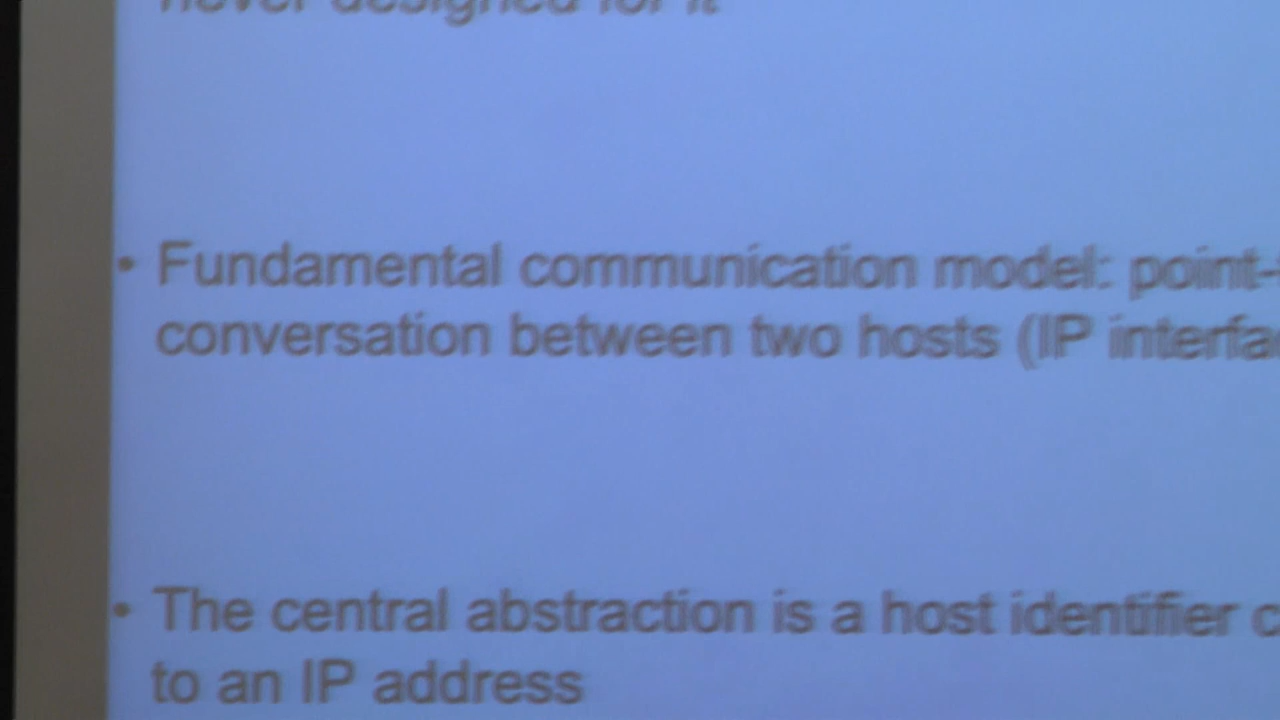 never designed for it
• Fundamental communication model: point-
conversation between two hosts (IP
• The central abstraction is a host identifier
to an IP address